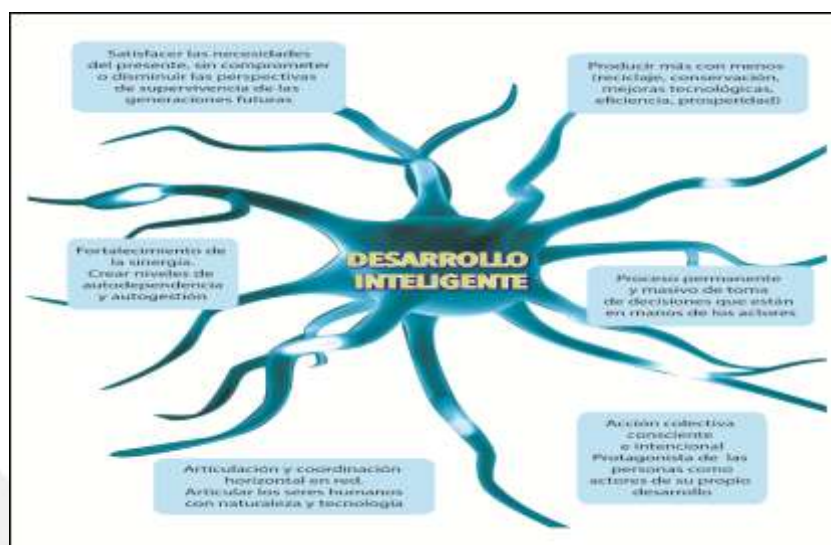 Satisfacer las necesidades
del presente, sin comprometer
o disminuir las perspectivas
de supervivencia de las
generaciones futuras
Producir más con menos
(reciclaje, conservación,
mejoras tecnológicas,
eficiencia, prosperidad)
Fortalecimiento de
la sinergia.
Crear niveles de
autodependencia
y autogestión
DESARROLLO
INTELIGENTE
Proceso permanente
y masivo de toma
de decisiones que están
en manos de los actores
Articulación y coordinación
horizontal en red.
Articular los seres humanos
con naturaleza y tecnología
Acción colectiva
consciente
e intencional
Protagonista de las
personas como
actores de su propio
desarrollo